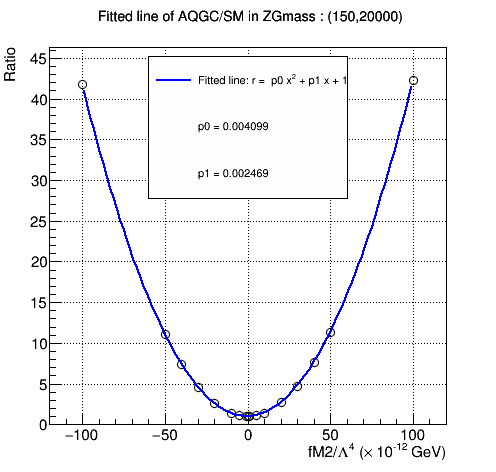 Fitted line of AQGC/SM in ZGmass : (150,20000)
Ratio
Fitted line: r = p0 x² + p1 x + 1
p0 = 0.004099
p1 = 0.002469
45
40
35
30
25
20
15
10
5
0
−100 −50 0 50 100
fM2/Λ⁴ (× 10⁻¹² GeV)